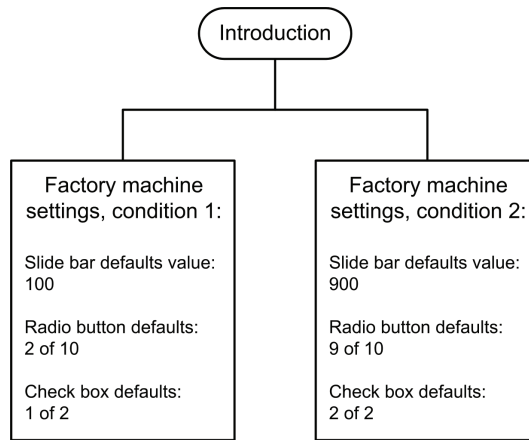 Introduction
Factory machine
settings, condition 1:
Slide bar defaults value:
100
Radio button defaults:
2 of 10
Check box defaults:
1 of 2
Factory machine
settings, condition 2:
Slide bar defaults value:
900
Radio button defaults:
9 of 10
Check box defaults:
2 of 2